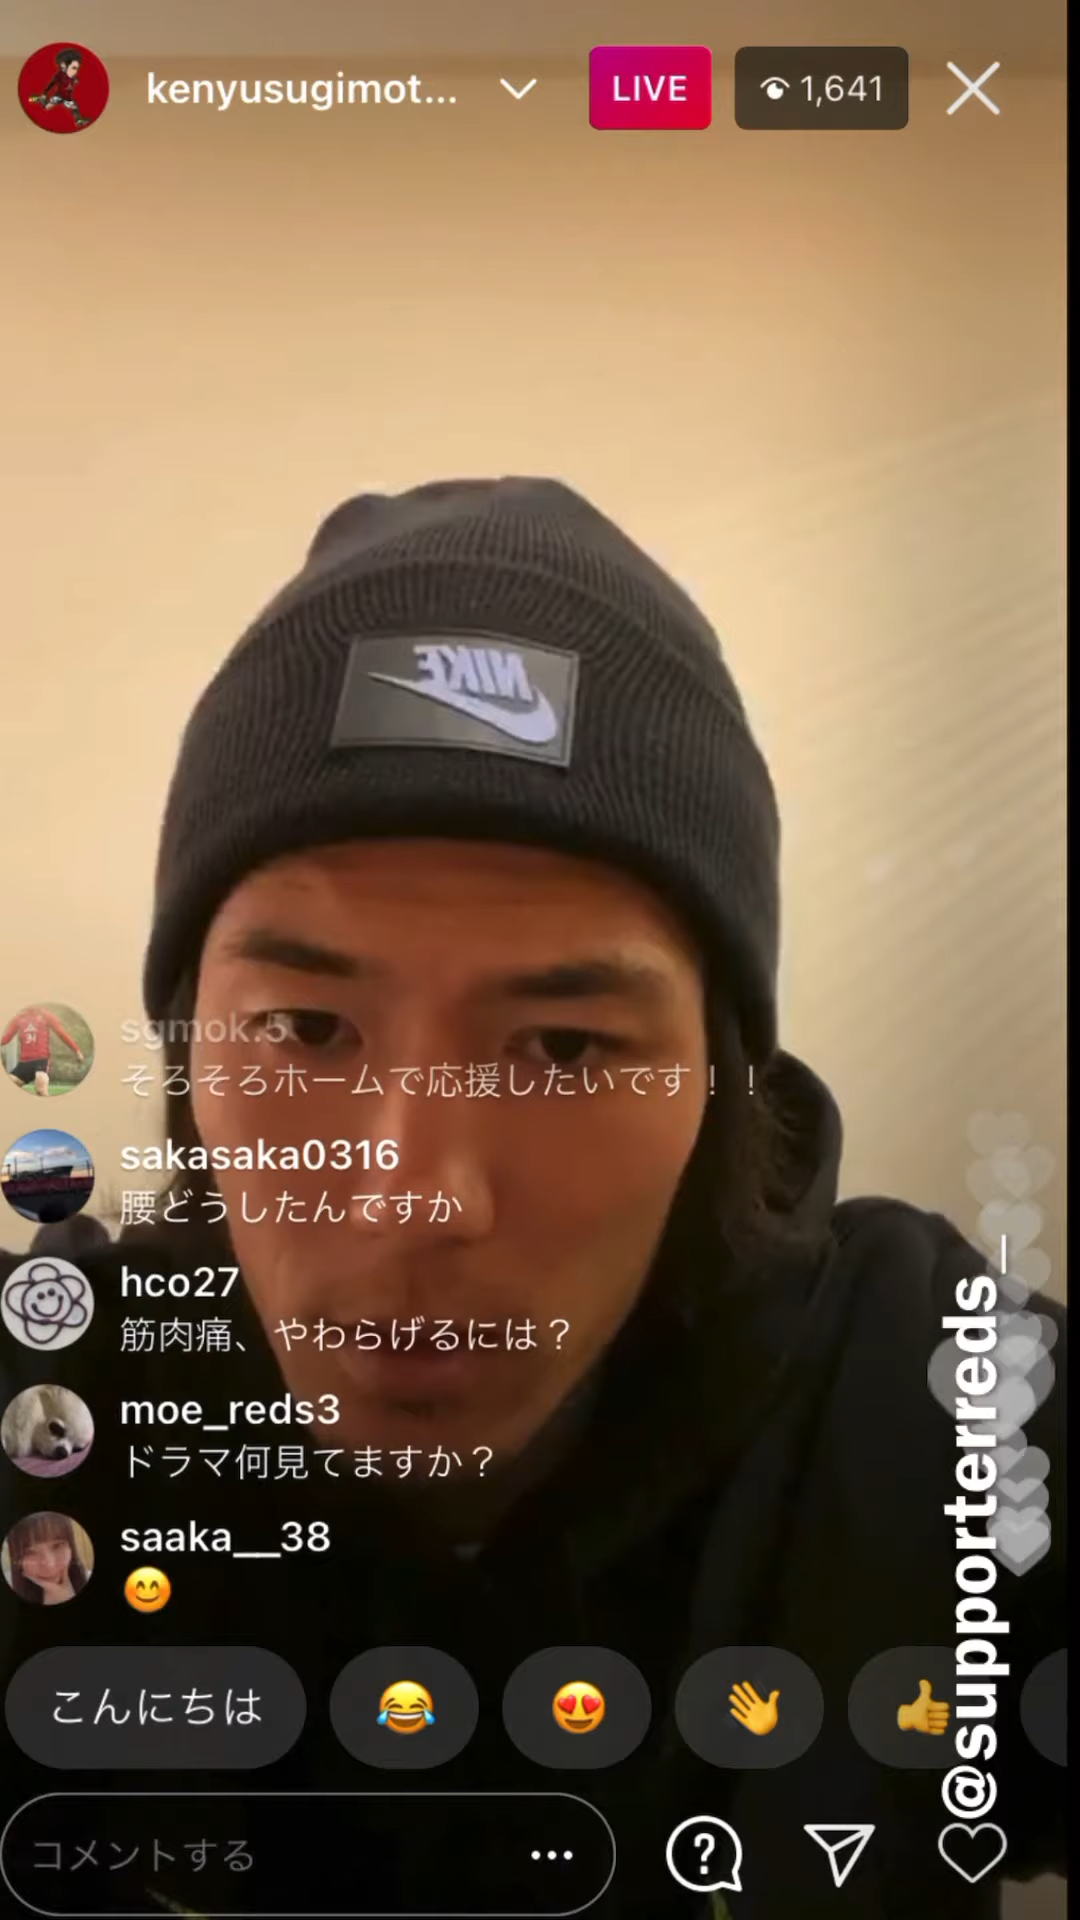 kenyusugimot...
LIVE
1,641
NIKE
sgmok.5
そろそろホームで応援したいです！！
sakasaka0316
腰どうしたんですか
hco27
筋肉痛、やわらげるには？
moe_reds3
ドラマ何見てますか？
saaka__38
😊
こんにちは
😂
😍
👋
👍
コメントする
@supporterreds_